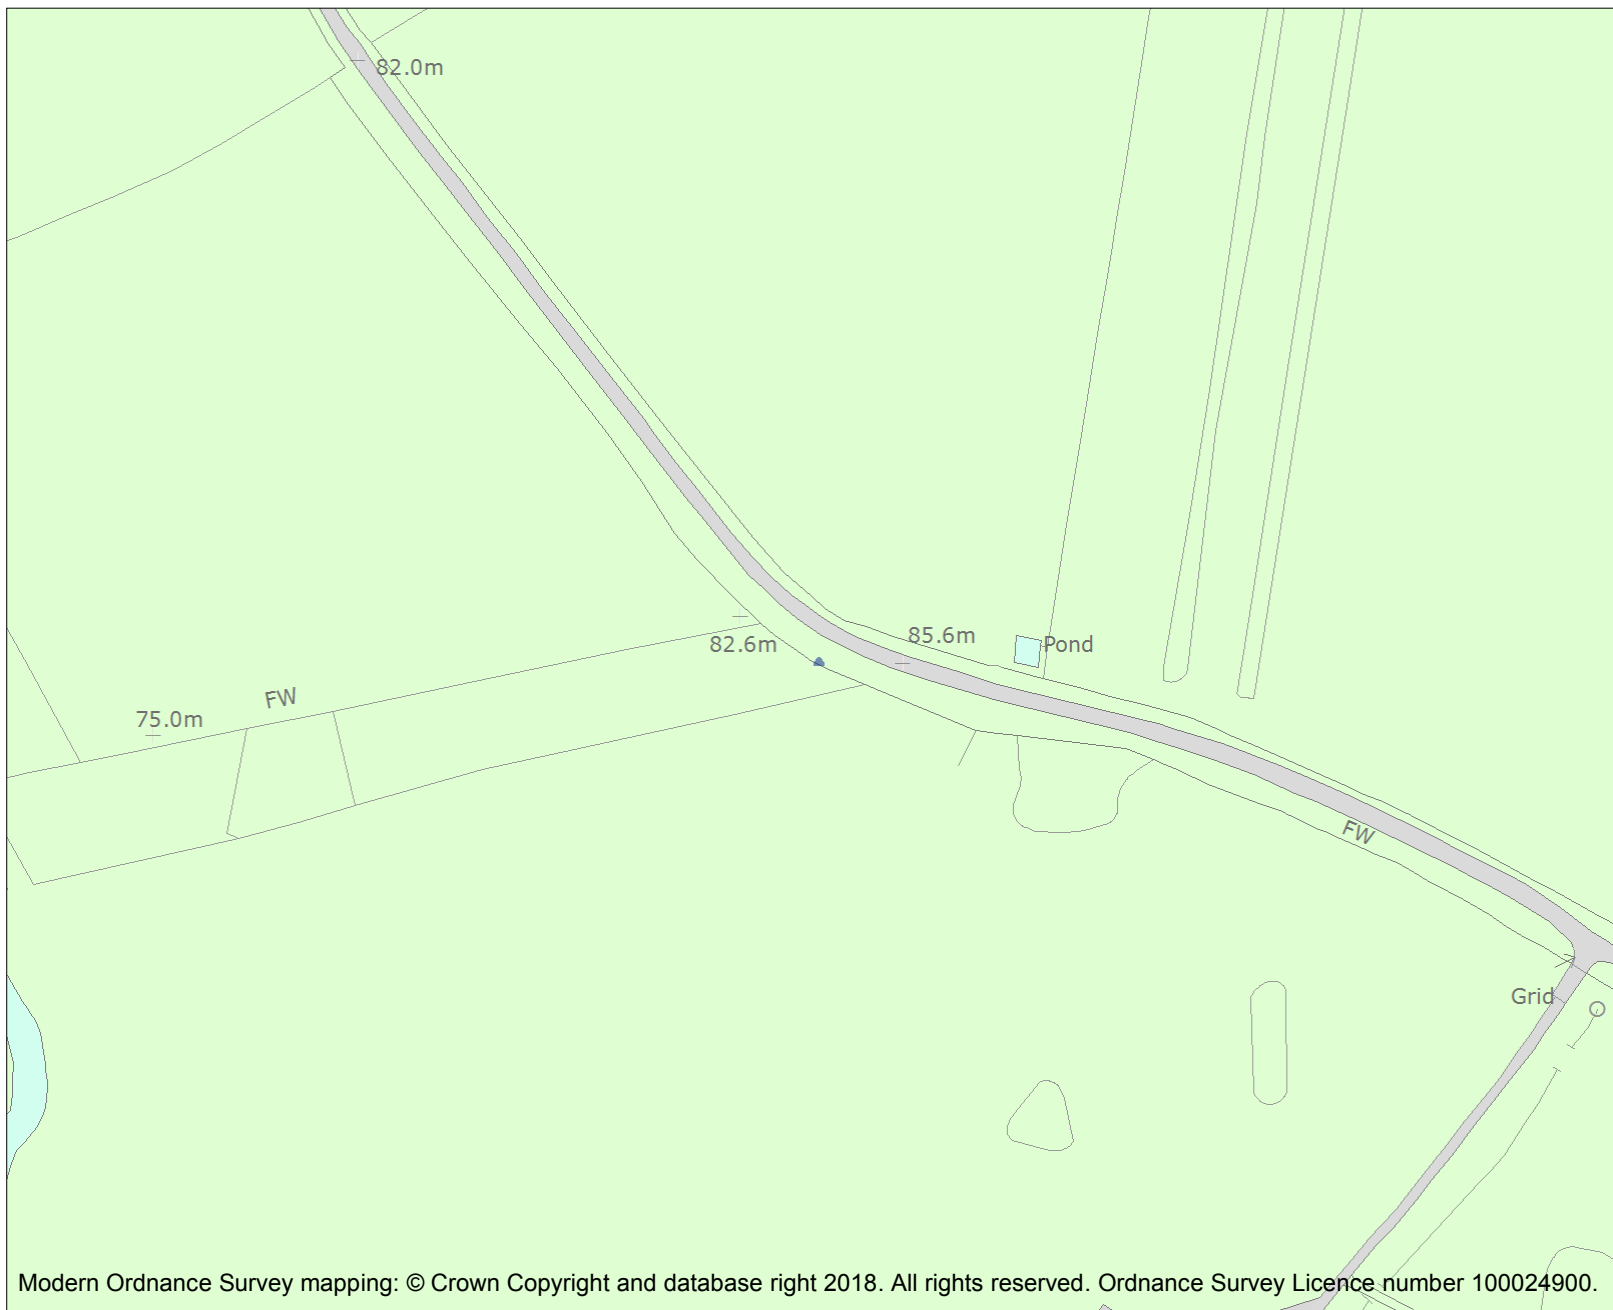 82.0m
85.6m
82.6m
Pond
FW
75.0m
FW
Grid
Modern Ordnance Survey mapping: © Crown Copyright and database right 2018. All rights reserved. Ordnance Survey Licence number 100024900.